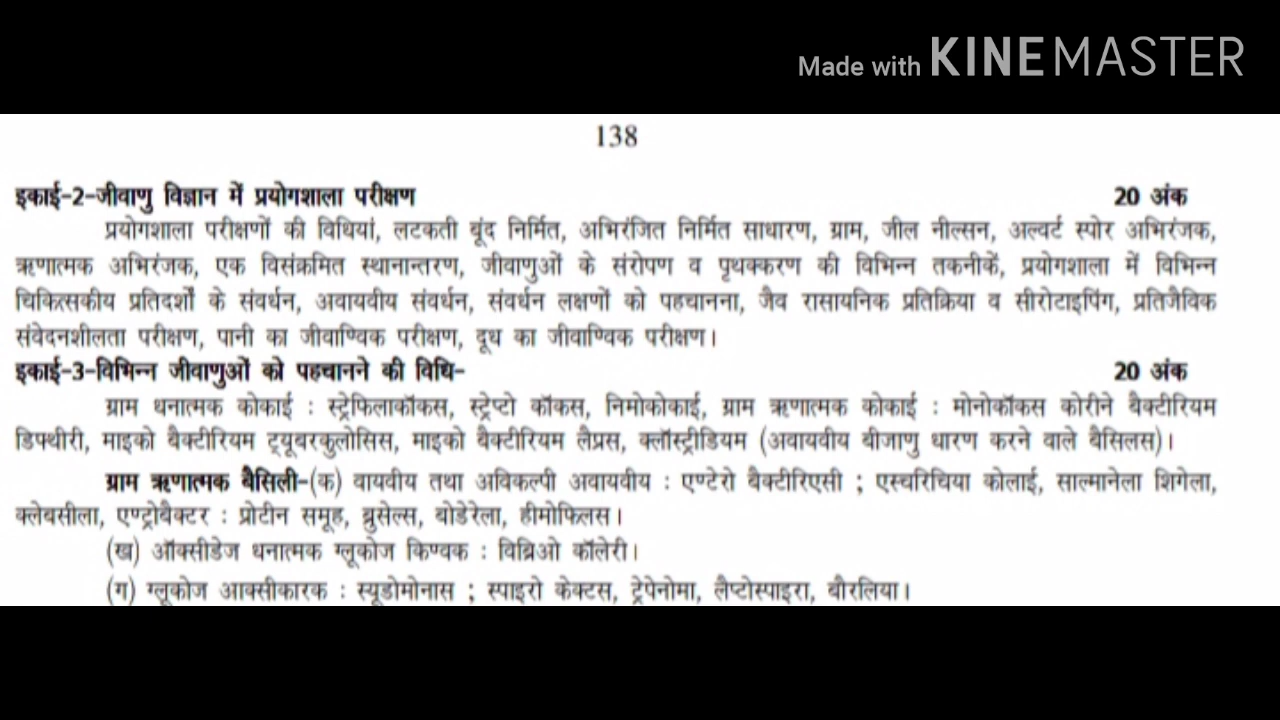 Made with KINEMASTER
138
इकाई-2-जीवाणु विज्ञान में प्रयोगशाला परीक्षण 20 अंक
प्रयोगशाला परीक्षणों की विधियां, लटकती बूंद निर्मित, अभिरंजित निर्मित साधारण, ग्राम, जील नील्सन, अल्वर्ट स्पोर अभिरंजक,
ऋणात्मक अभिरंजक, एक विसंक्रमित स्थानान्तरण, जीवाणुओं के संरोपण व पृथक्करण की विभिन्न तकनीकें, प्रयोगशाला में विभिन्न
चिकित्सकीय प्रतिदर्शों के संवर्धन, अवायवीय संवर्धन, संवर्धन लक्षणों को पहचानना, जैव रासायनिक प्रतिक्रिया व सीरोटाइपिंग, प्रतिजैविक
संवेदनशीलता परीक्षण, पानी का जीवाण्विक परीक्षण, दूध का जीवाण्विक परीक्षण।
इकाई-3-विभिन्न जीवाणुओं को पहचानने की विधि- 20 अंक
ग्राम धनात्मक कोकाई : स्ट्रेफिलाकॉकस, स्ट्रेप्टो कॉकस, निमोकोकाई, ग्राम ऋणात्मक कोकाई : मोनोकॉकस कोरीने बैक्टीरियम
डिफ्थीरी, माइको बैक्टीरियम ट्यूबरकुलोसिस, माइको बैक्टीरियम लैप्रस, क्लॉस्ट्रीडियम (अवायवीय बीजाणु धारण करने वाले बैसिलस)।
ग्राम ऋणात्मक बैसिली-(क) वायवीय तथा अविकल्पी अवायवीय : एण्टेरो बैक्टीरिएसी ; एस्चरिचिया कोलाई, साल्मानेला शिगेला,
क्लेबसीला, एण्ट्रोबैक्टर : प्रोटीन समूह, ब्रुसेल्स, बोडेरेला, हीमोफिलस।
(ख) ऑक्सीडेज धनात्मक ग्लूकोज किण्वक : विब्रिओ कॉलेरी।
(ग) ग्लूकोज आक्सीकारक : स्यूडोमोनास ; स्पाइरो केक्टस, ट्रेपेनोमा, लैप्टोस्पाइरा, बौरलिया।